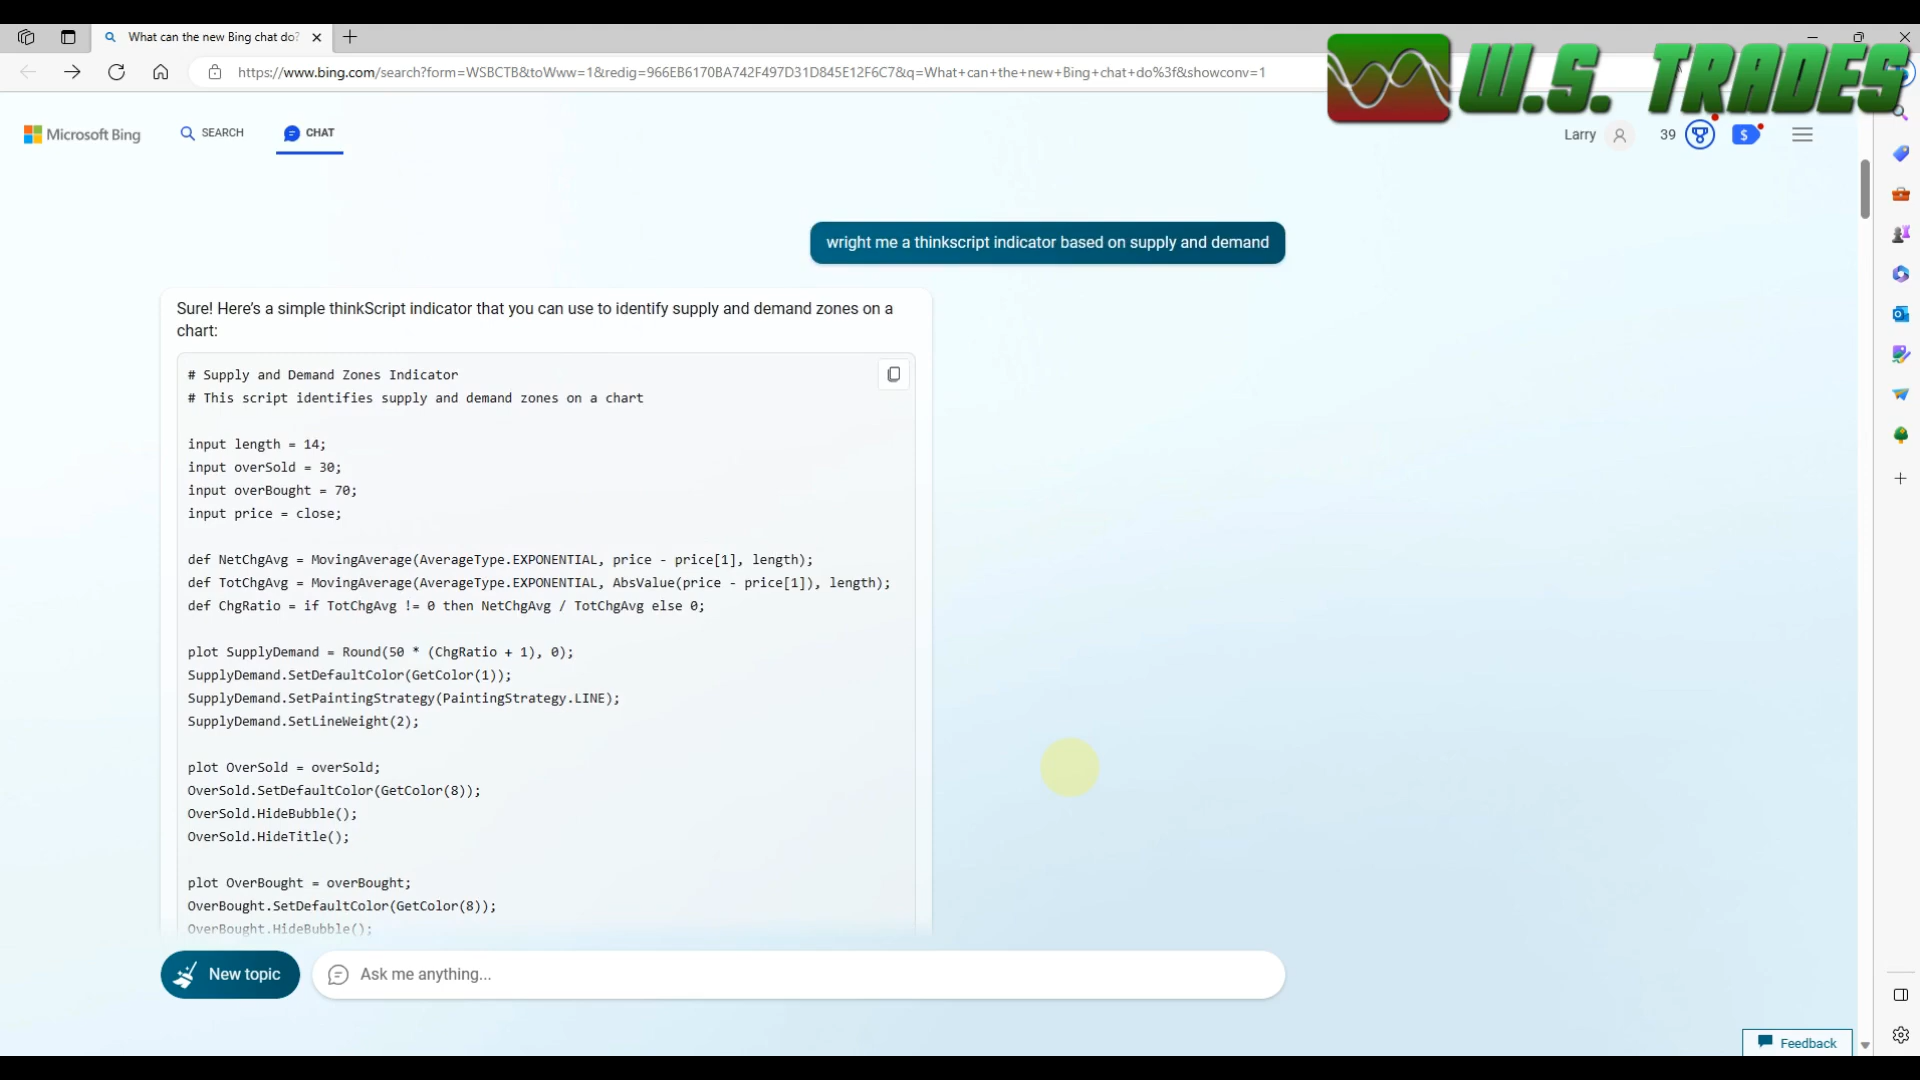 What can the new Bing chat do?
https://www.bing.com/search?form=WSBCTB&toWww=1&redig=966EB6170BA742F497D31D845E12F6C7&q=What+can+the+new+Bing+chat+do%3f&showconv=1
W.S. TRADES
Microsoft Bing
SEARCH
CHAT
Larry
39
wright me a thinkscript indicator based on supply and demand
Sure! Here's a simple thinkScript indicator that you can use to identify supply and demand zones on a
chart:
# Supply and Demand Zones Indicator
# This script identifies supply and demand zones on a chart
input length = 14;
input overSold = 30;
input overBought = 70;
input price = close;
def NetChgAvg = MovingAverage(AverageType.EXPONENTIAL, price - price[1], length);
def TotChgAvg = MovingAverage(AverageType.EXPONENTIAL, AbsValue(price - price[1]), length);
def ChgRatio = if TotChgAvg != 0 then NetChgAvg / TotChgAvg else 0;
plot SupplyDemand = Round(50 * (ChgRatio + 1), 0);
SupplyDemand.SetDefaultColor(GetColor(1));
SupplyDemand.SetPaintingStrategy(PaintingStrategy.LINE);
SupplyDemand.SetLineWeight(2);
plot OverSold = overSold;
OverSold.SetDefaultColor(GetColor(8));
OverSold.HideBubble();
OverSold.HideTitle();
plot OverBought = overBought;
OverBought.SetDefaultColor(GetColor(8));
OverBought.HideBubble();
New topic
Ask me anything...
Feedback